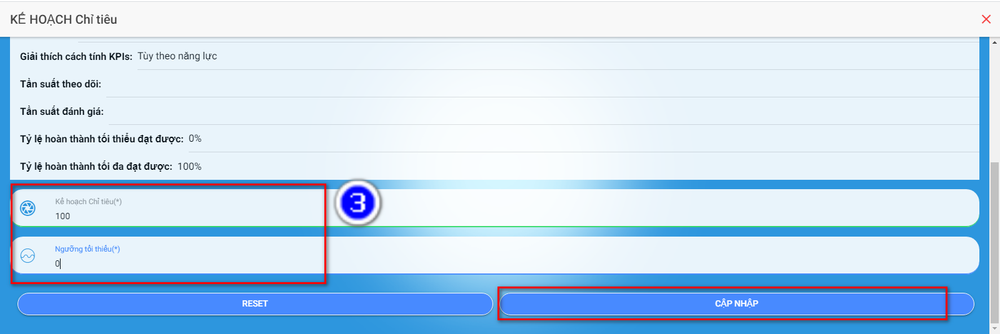 KẾ HOẠCH Chỉ tiêu
Giải thích cách tính KPIs: Tùy theo năng lực
Tần suất theo dõi:
Tần suất đánh giá:
Tỷ lệ hoàn thành tối thiểu đạt được: 0%
Tỷ lệ hoàn thành tối đa đạt được: 100%
3
Kế hoạch Chỉ tiêu(*)
100
Ngưỡng tối thiểu(*)
0
RESET
CẬP NHẬP